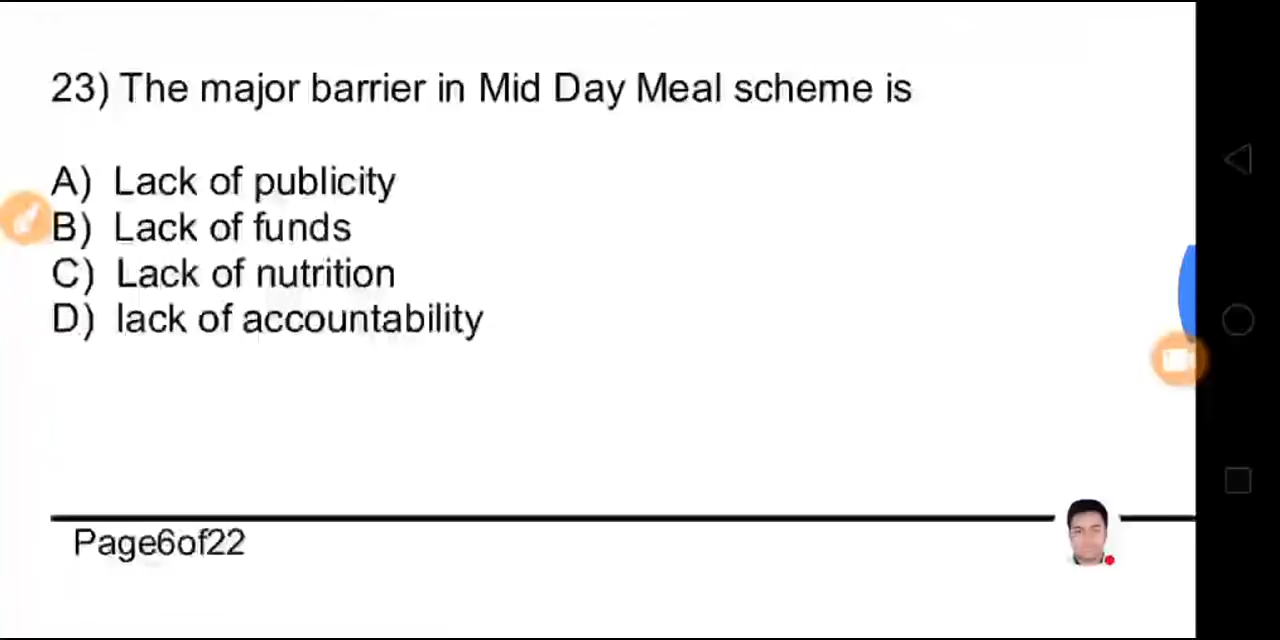 23) The major barrier in Mid Day Meal scheme is
A) Lack of publicity
B) Lack of funds
C) Lack of nutrition
D) lack of accountability
Page6of22